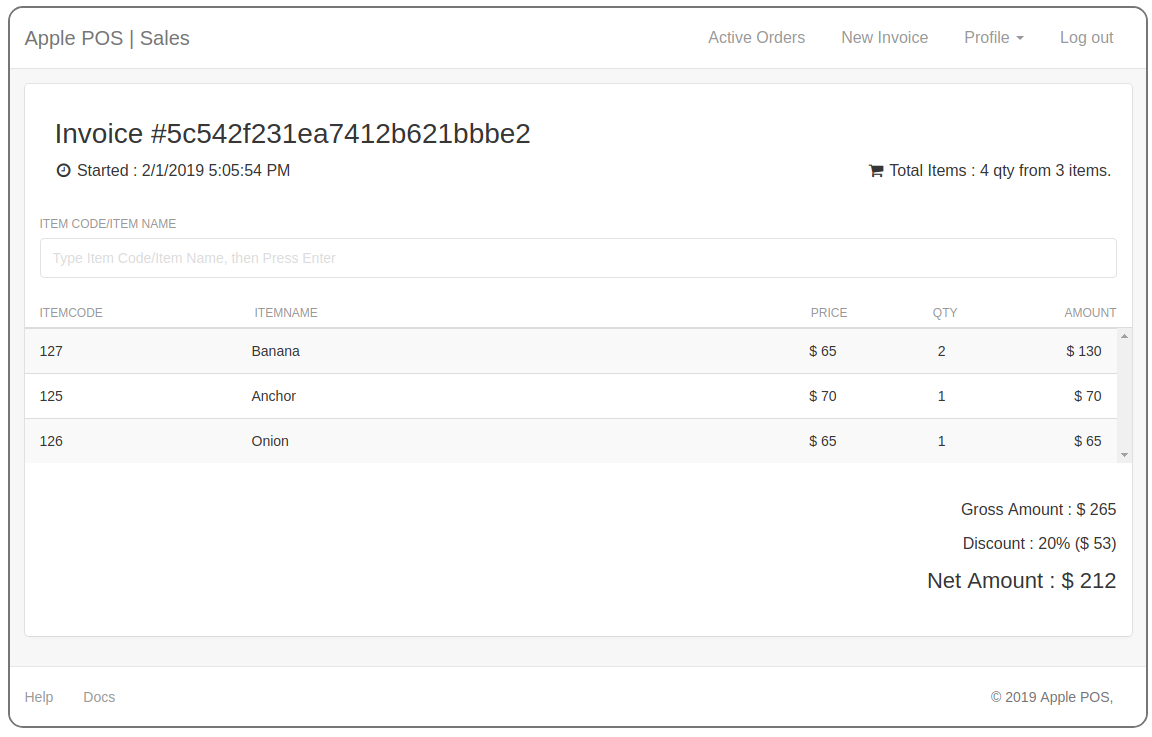 Apple POS | Sales Active Orders New Invoice Profile Log out
Invoice #5c542f231ea7412b621bbbe2
Started : 2/1/2019 5:05:54 PM Total Items : 4 qty from 3 items.
ITEM CODE/ITEM NAME
Type Item Code/Item Name, then Press Enter
ITEMCODE ITEMNAME PRICE QTY AMOUNT
127 Banana $ 65 2 $ 130
125 Anchor $ 70 1 $ 70
126 Onion $ 65 1 $ 65
Gross Amount : $ 265
Discount : 20% ($ 53)
Net Amount : $ 212
Help Docs © 2019 Apple POS,